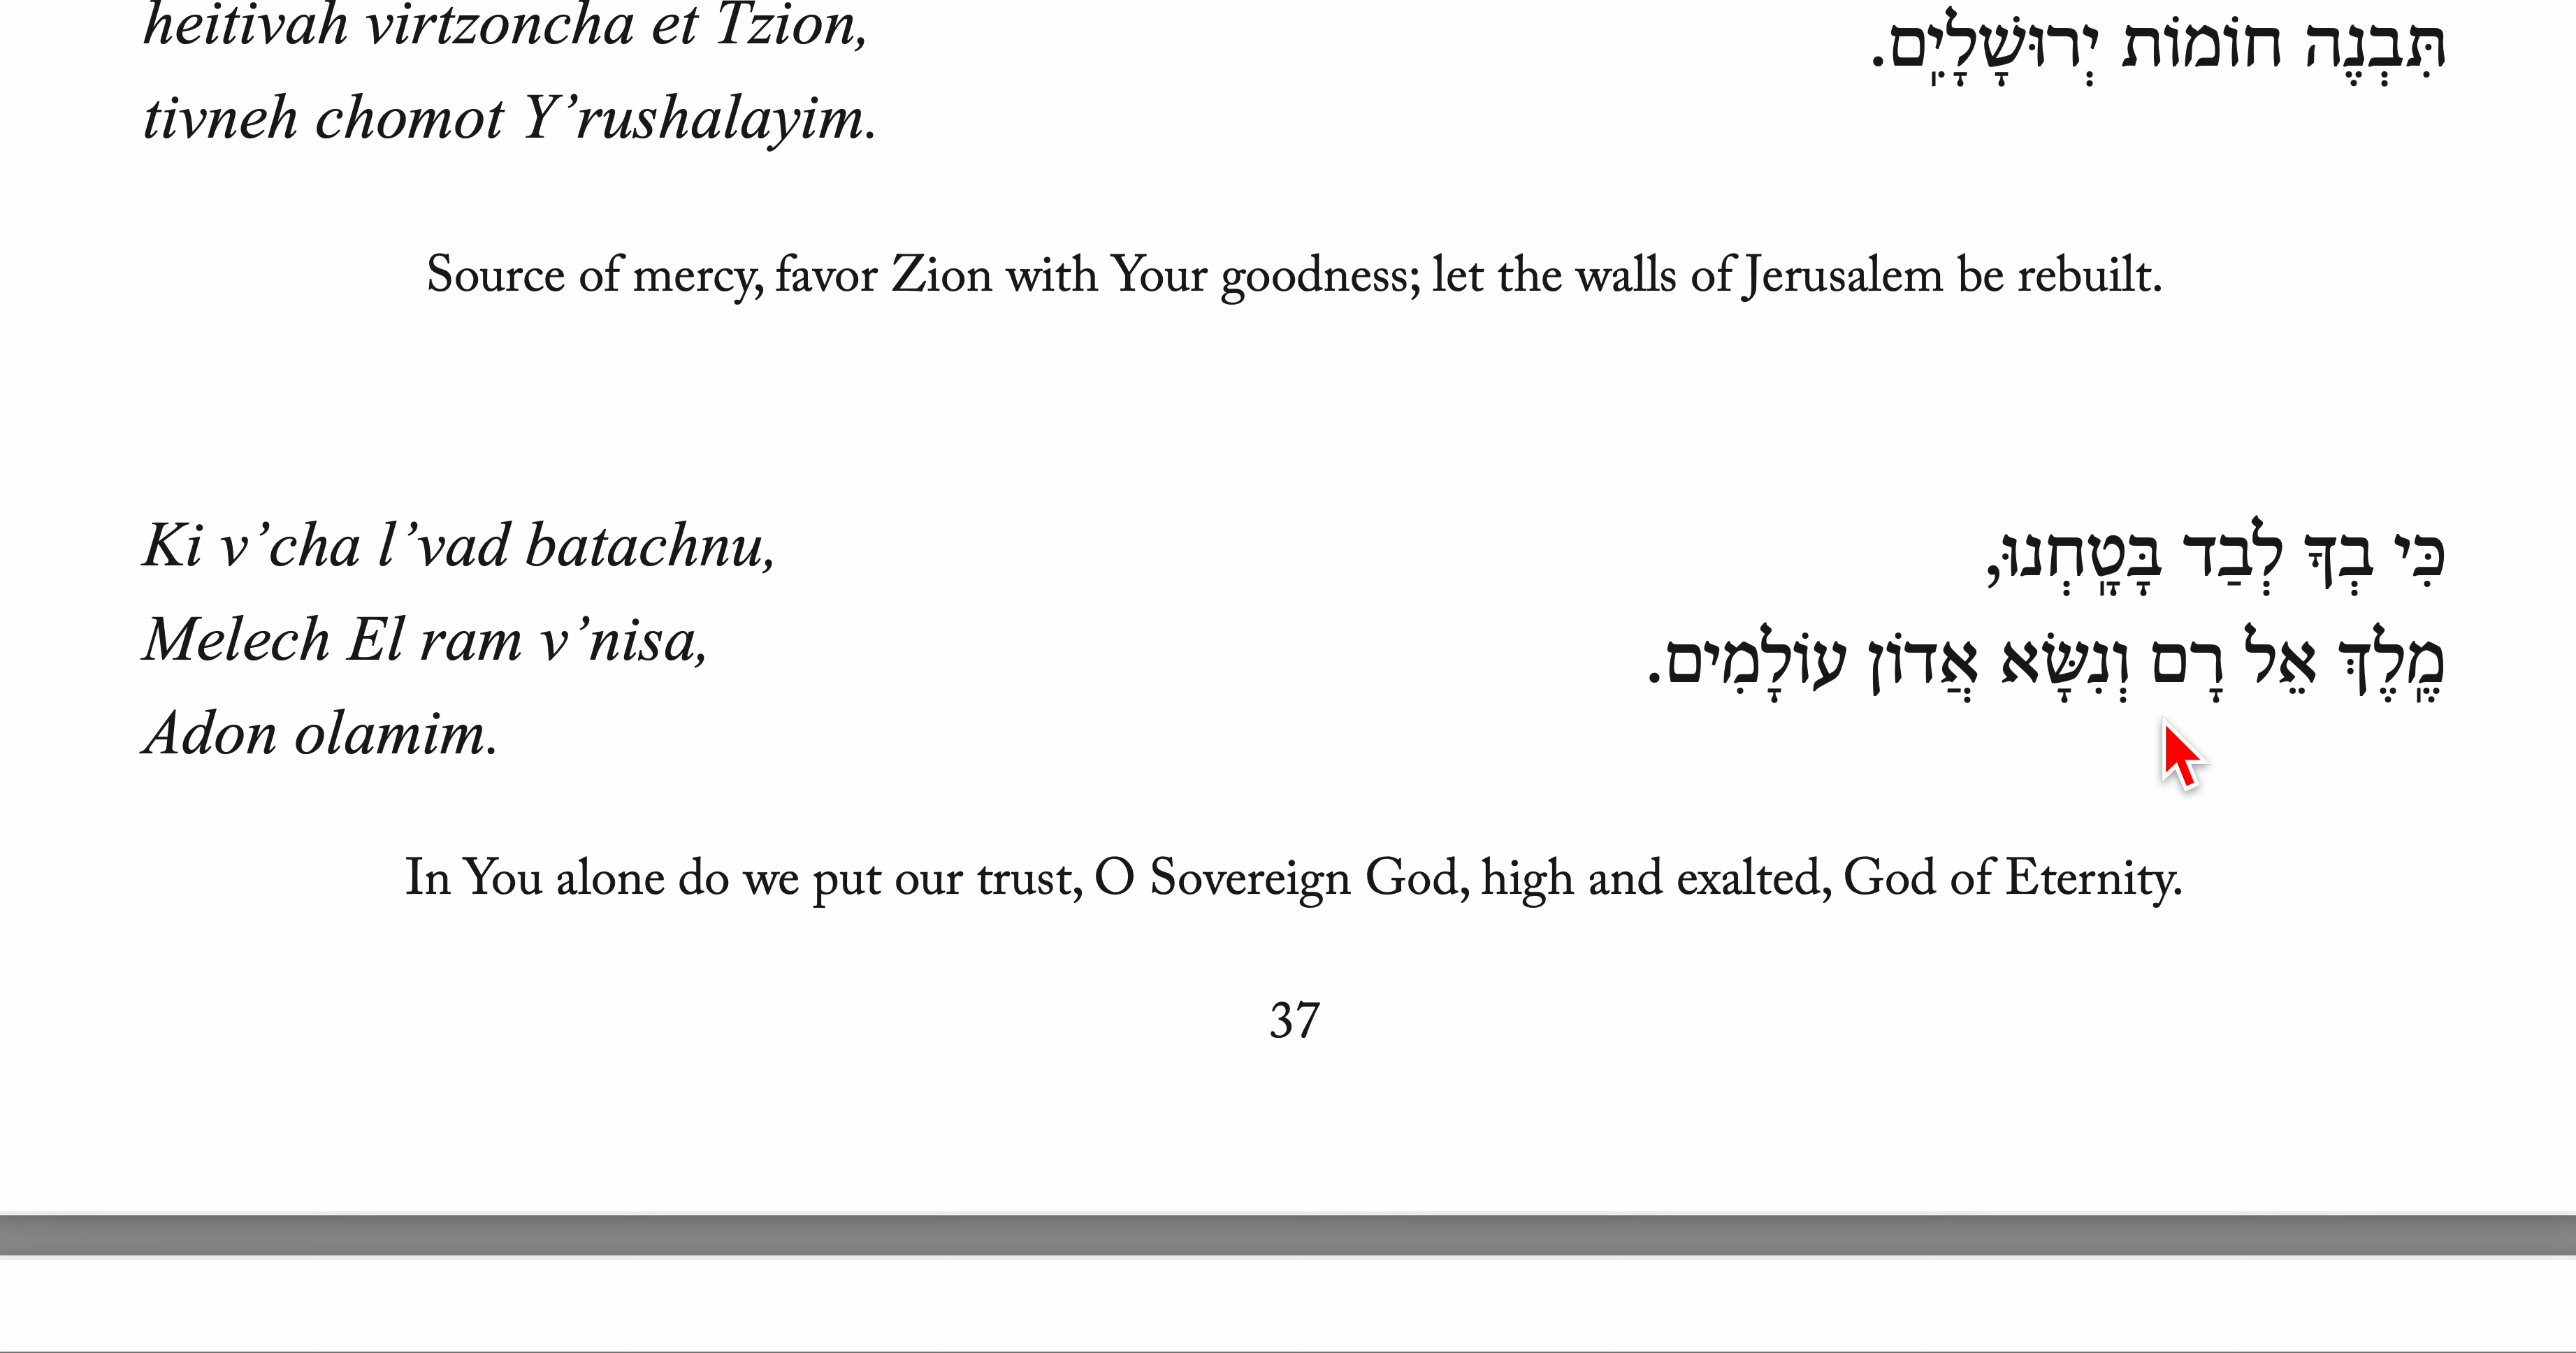 heitivah virtzoncha et Tzion,
tivneh chomot Y’rushalayim.
תִּבְנֶה חוֹמוֹת יְרוּשָׁלָֽיִם.
Source of mercy, favor Zion with Your goodness; let the walls of Jerusalem be rebuilt.
Ki v’cha l’vad batachnu,
Melech El ram v’nisa,
Adon olamim.
כִּי בְךָ לְבַד בָּטָֽחְנוּ,
מֶֽלֶךְ אֵל רָם וְנִשָּׂא אֲדוֹן עוֹלָמִים.
In You alone do we put our trust, O Sovereign God, high and exalted, God of Eternity.
37